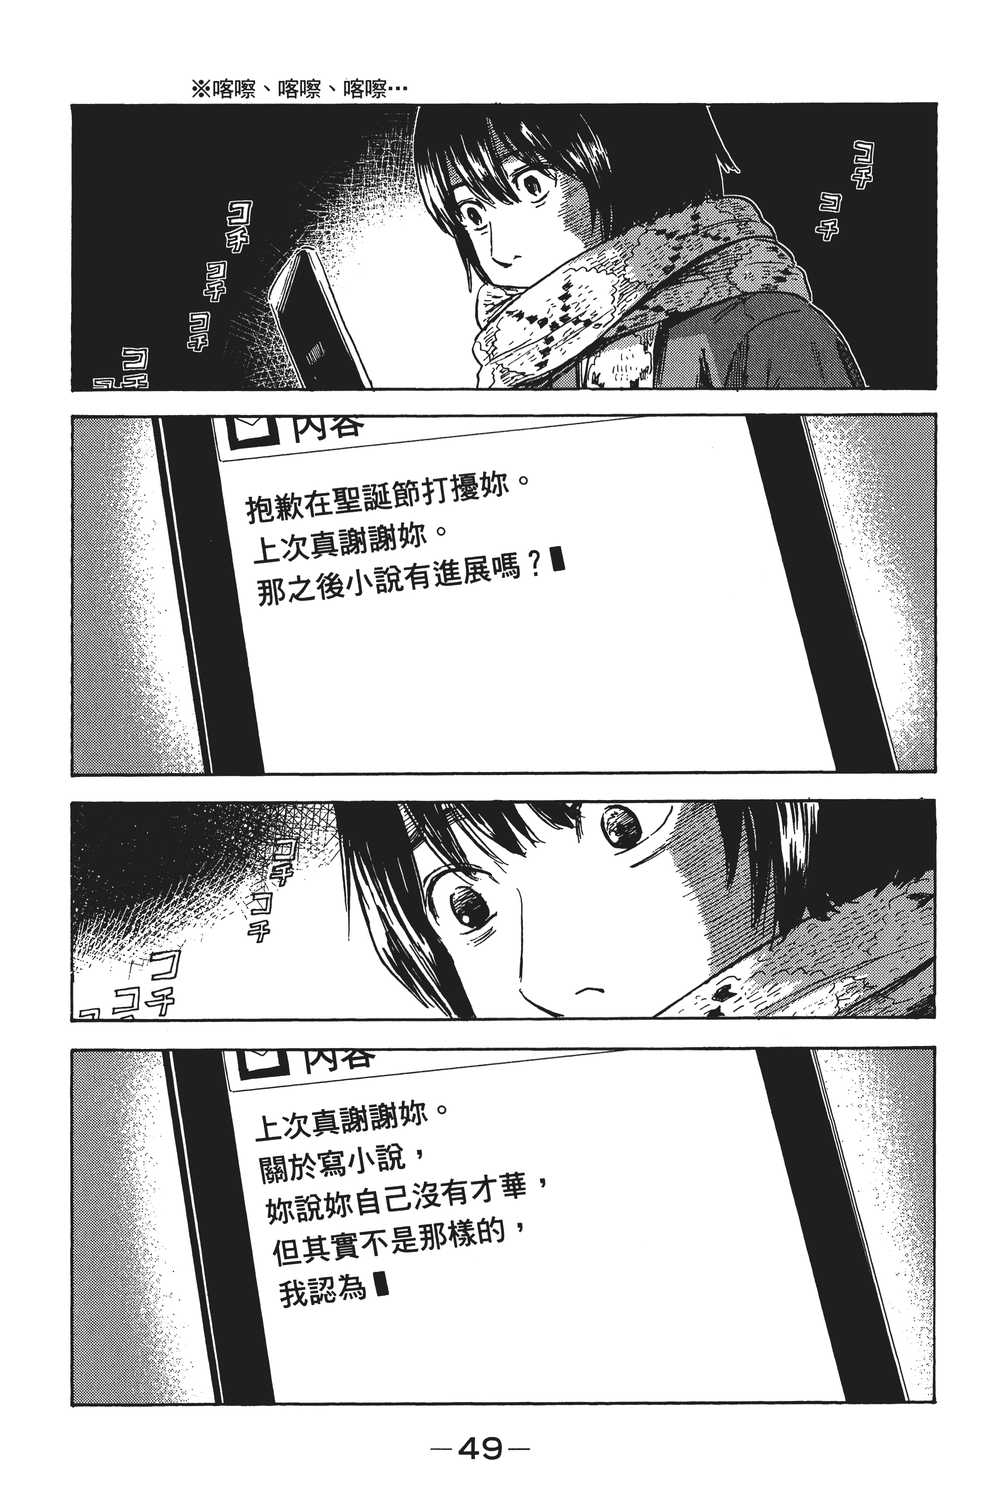 ※喀嚓、喀嚓、喀嚓…
コチ
コチ
コチ
コチ
コチ
コチ
內容
抱歉在聖誕節打擾妳。
上次真謝謝妳。
那之後小說有進展嗎？
コチ
コチ
コチ
コチ
內容
上次真謝謝妳。
關於寫小說，
妳說妳自己沒有才華，
但其實不是那樣的，
我認為
—49—